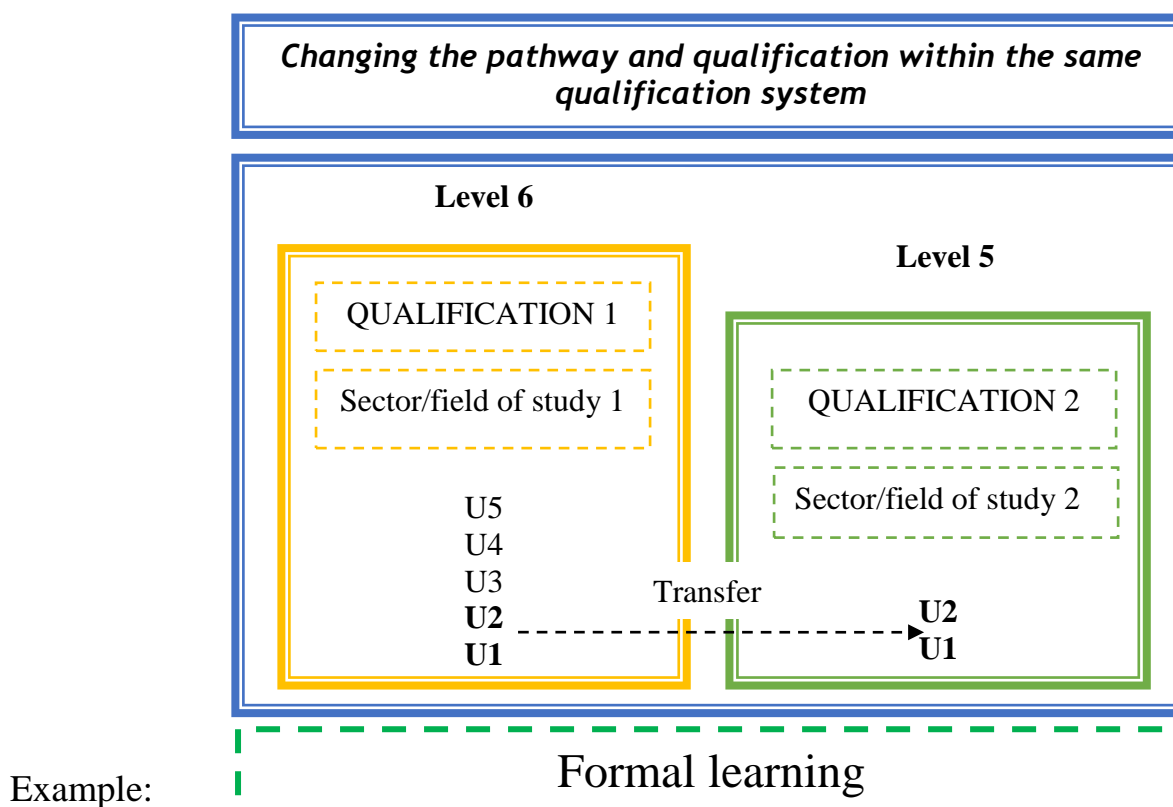 Changing the pathway and qualification within the same
qualification system
Level 6
Level 5
QUALIFICATION 1
Sector/field of study 1
QUALIFICATION 2
Sector/field of study 2
U5
U4
U3
U2
U1
Transfer
U2
U1
Formal learning
Example: